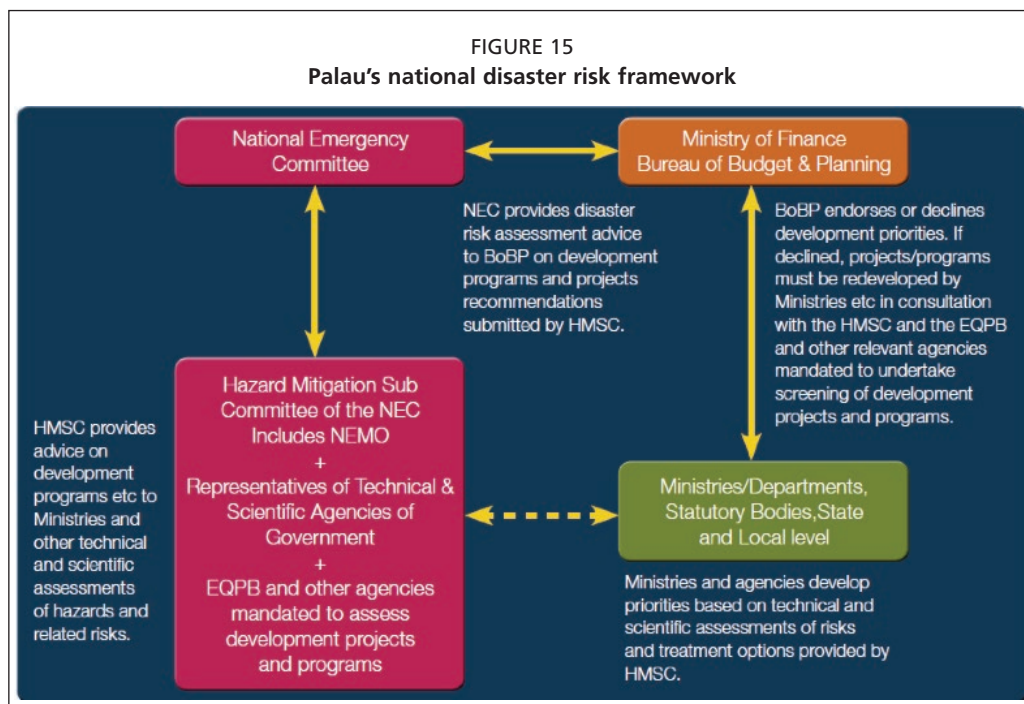 FIGURE 15
Palau's national disaster risk framework
National Emergency
Committee
Ministry of Finance
Bureau of Budget & Planning
NEC provides disaster
risk assessment advice
to BoBP on development
programs and projects
recommendations
submitted by HMSC.
BoBP endorses or declines
development priorities. If
declined, projects/programs
must be redeveloped by
Ministries etc in consultation
with the HMSC and the EQPB
and other relevant agencies
mandated to undertake
screening of development
projects and programs.
HMSC provides
advice on
development
programs etc to
Ministries and
other technical
and scientific
assessments
of hazards and
related risks.
Hazard Mitigation Sub
Committee of the NEC
Includes NEMO
+
Representatives of Technical &
Scientific Agencies of
Government
+
EQPB and other agencies
mandated to assess
development projects
and programs
Ministries/Departments,
Statutory Bodies,State
and Local level
Ministries and agencies develop
priorities based on technical and
scientific assessments of risks
and treatment options provided by
HMSC.